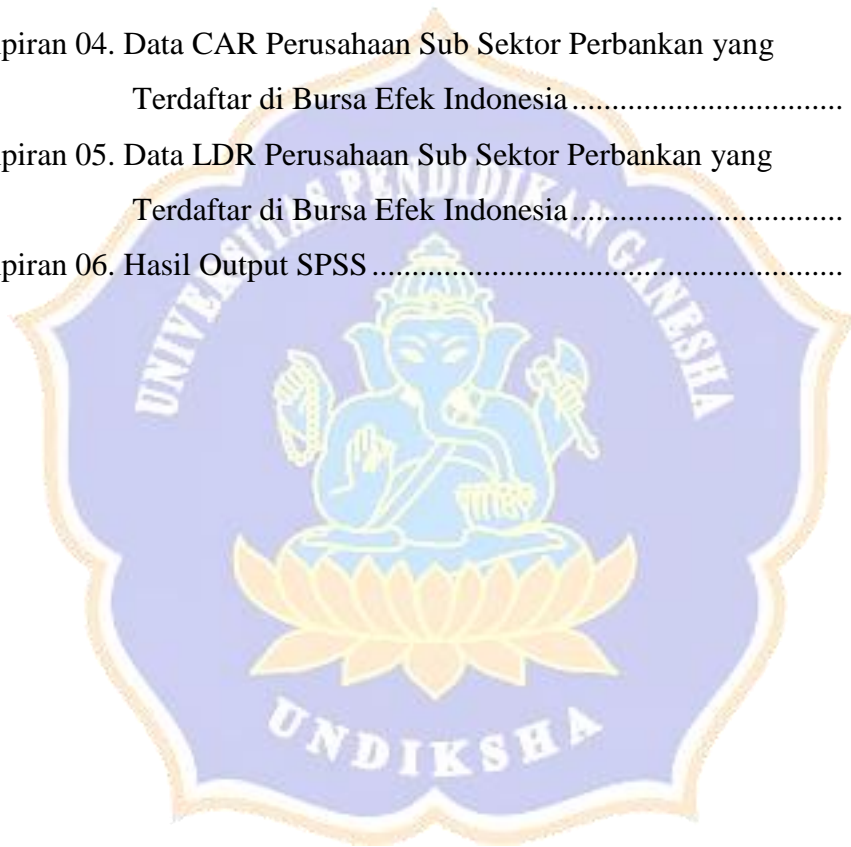 piran 04. Data CAR Perusahaan Sub Sektor Perbankan yang
Terdaftar di Bursa Efek Indonesia.................................
piran 05. Data LDR Perusahaan Sub Sektor Perbankan yang
Terdaftar di Bursa Efek Indonesia.................................
piran 06. Hasil Output SPSS.........................................................
UNIVERSITAS PENDIDIKAN GANESHA
UNDIKSHA